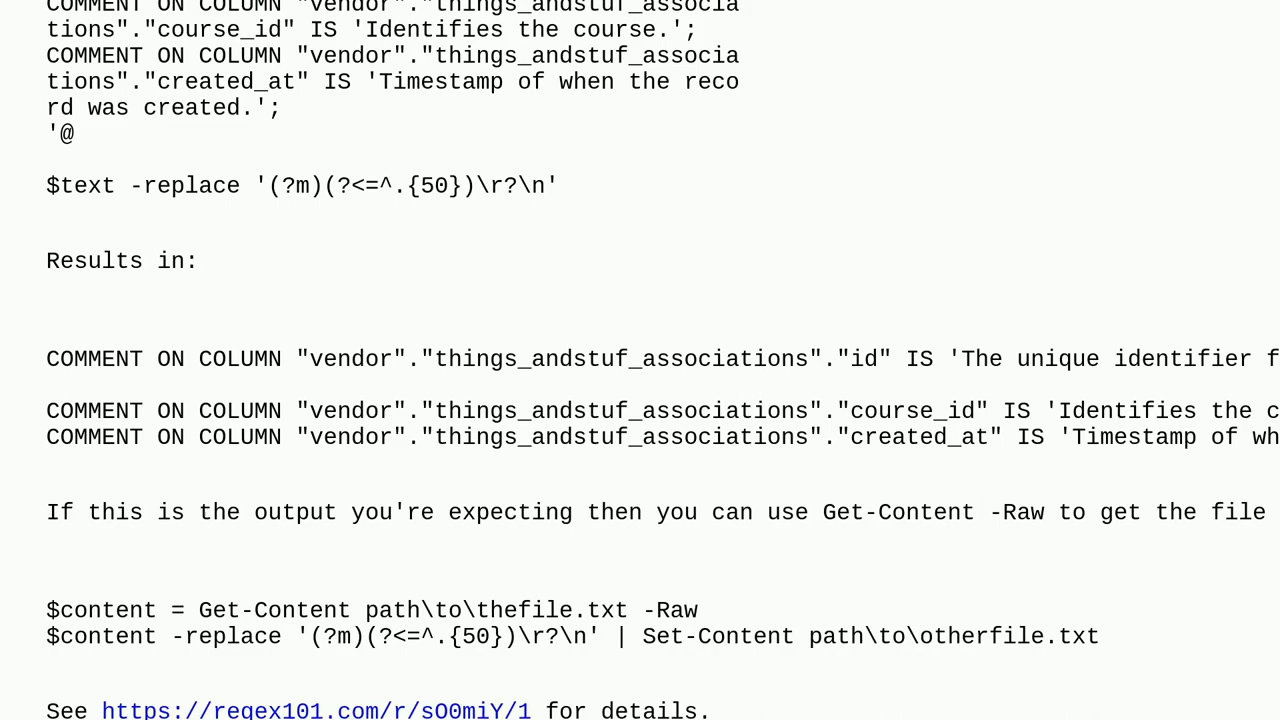 COMMENT ON COLUMN "vendor"."things_andstuf_associa
tions"."course_id" IS 'Identifies the course.';
COMMENT ON COLUMN "vendor"."things_andstuf_associa
tions"."created_at" IS 'Timestamp of when the reco
rd was created.';
'@
$text -replace '(?m)(?<=^.{50})\r?\n'
Results in:
COMMENT ON COLUMN "vendor"."things_andstuf_associations"."id" IS 'The unique identifier f
COMMENT ON COLUMN "vendor"."things_andstuf_associations"."course_id" IS 'Identifies the c
COMMENT ON COLUMN "vendor"."things_andstuf_associations"."created_at" IS 'Timestamp of wh
If this is the output you're expecting then you can use Get-Content -Raw to get the file
$content = Get-Content path\to\thefile.txt -Raw
$content -replace '(?m)(?<=^.{50})\r?\n' | Set-Content path\to\otherfile.txt
See https://regex101.com/r/sO0miY/1 for details.